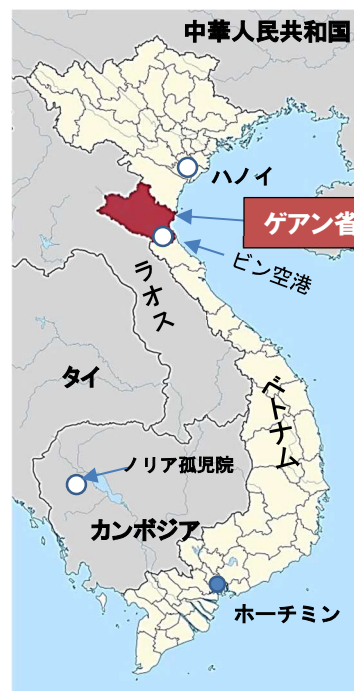 中華人民共和国
ハノイ
ゲアン省
ビン空港
ラオス
タイ
ベトナム
ノリア孤児院
カンボジア
ホーチミン